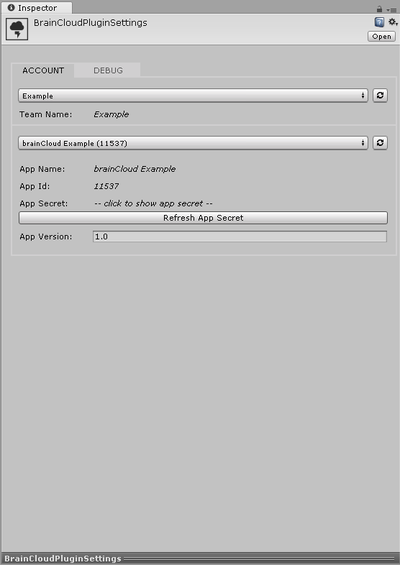 Inspector
BrainCloudPluginSettings
Open
ACCOUNT DEBUG
Example
Team Name: Example
brainCloud Example (11537)
App Name: brainCloud Example
App Id: 11537
App Secret: -- click to show app secret --
Refresh App Secret
App Version: 1.0
BrainCloudPluginSettings